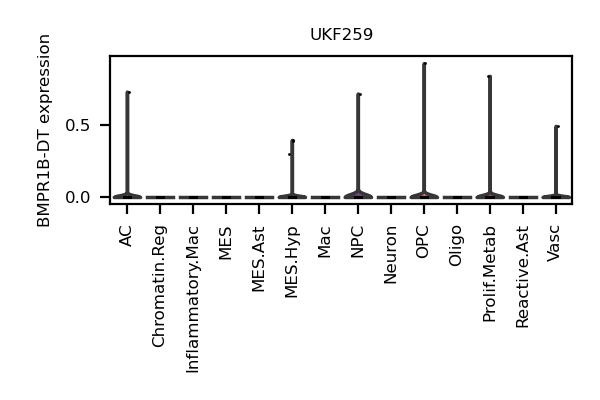 UKF259
BMPR1B-DT expression
0.5
0.0
AC
Chromatin.Reg
Inflammatory.Mac
MES
MES.Ast
MES.Hyp
Mac
NPC
Neuron
OPC
Oligo
Prolif.Metab
Reactive.Ast
Vasc